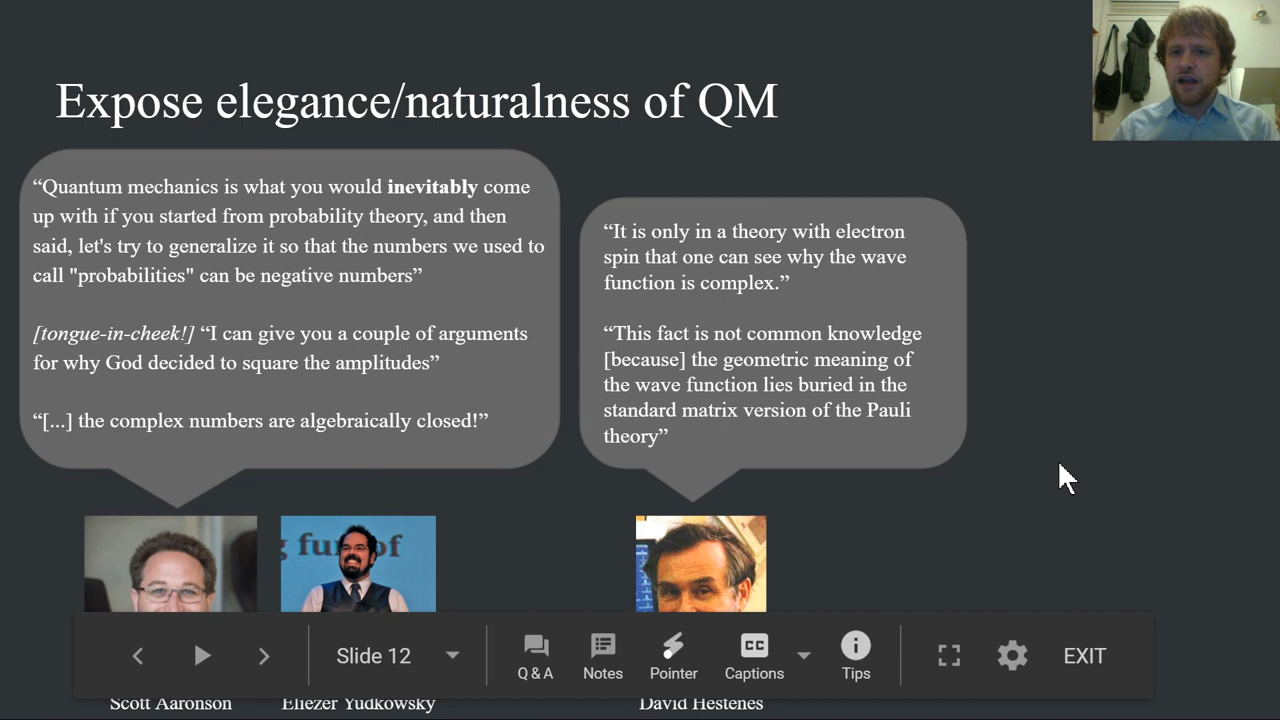 Expose elegance/naturalness of QM
“Quantum mechanics is what you would inevitably come
up with if you started from probability theory, and then
said, let's try to generalize it so that the numbers we used to
call "probabilities" can be negative numbers”
[tongue-in-cheek!] “I can give you a couple of arguments
for why God decided to square the amplitudes”
“[...] the complex numbers are algebraically closed!”
“It is only in a theory with electron
spin that one can see why the wave
function is complex.”
“This fact is not common knowledge
[because] the geometric meaning of
the wave function lies buried in the
standard matrix version of the Pauli
theory”
of
Slide 12
Q & A
Notes
Pointer
CC
Captions
Tips
EXIT
Scott Aaronson
Eliezer Yudkowsky
David Hestenes